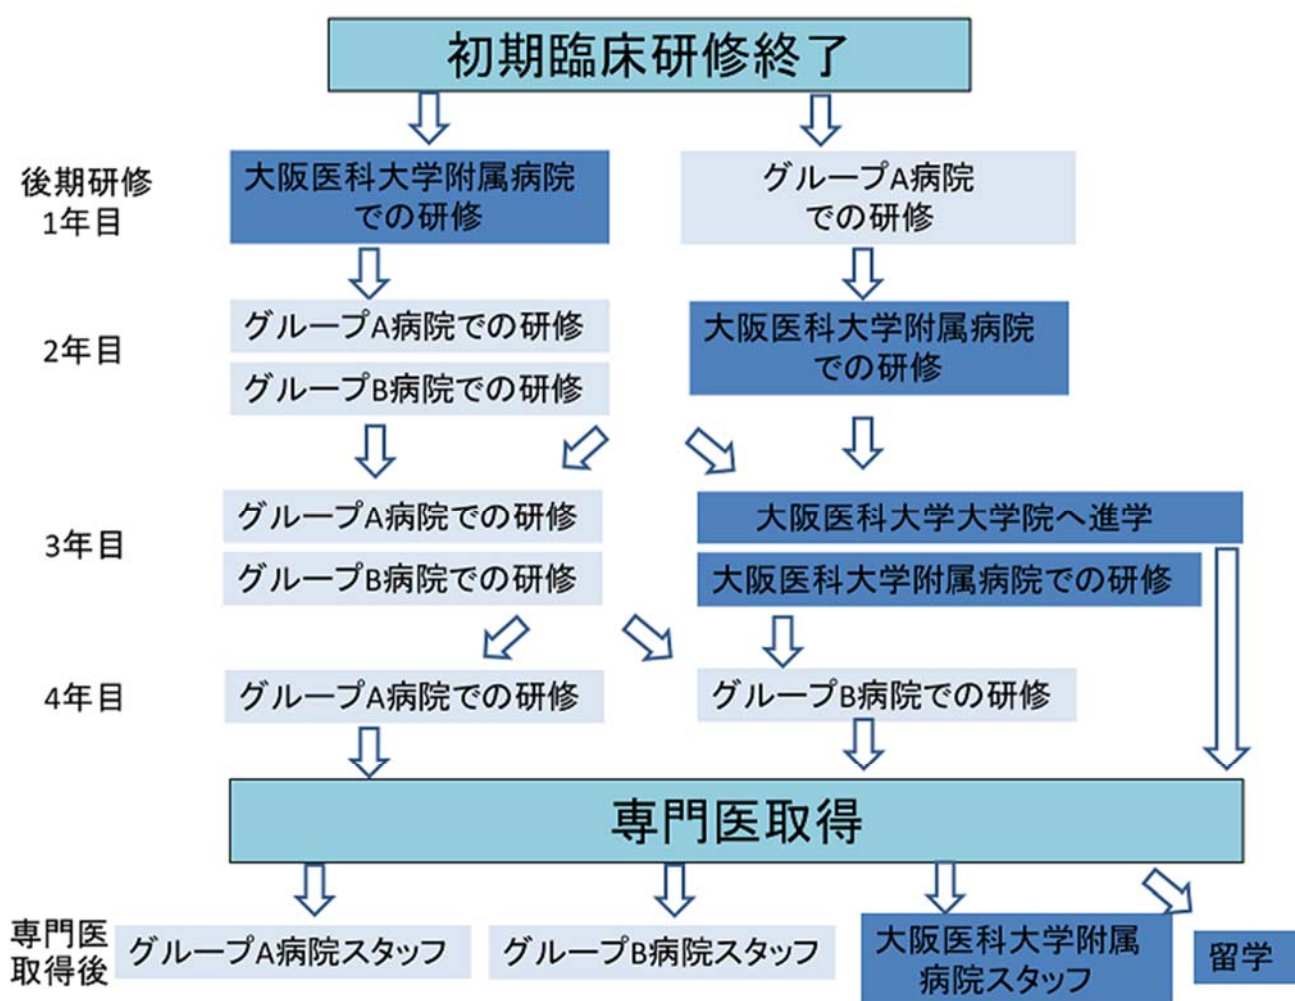 初期臨床研修終了
後期研修
1年目
大阪医科大学附属病院
での研修
グループA病院
での研修
2年目
グループA病院での研修
グループB病院での研修
大阪医科大学附属病院
での研修
3年目
グループA病院での研修
グループB病院での研修
大阪医科大学大学院へ進学
大阪医科大学附属病院での研修
4年目
グループA病院での研修
グループB病院での研修
専門医取得
専門医
取得後
グループA病院スタッフ
グループB病院スタッフ
大阪医科大学附属
病院スタッフ
留学